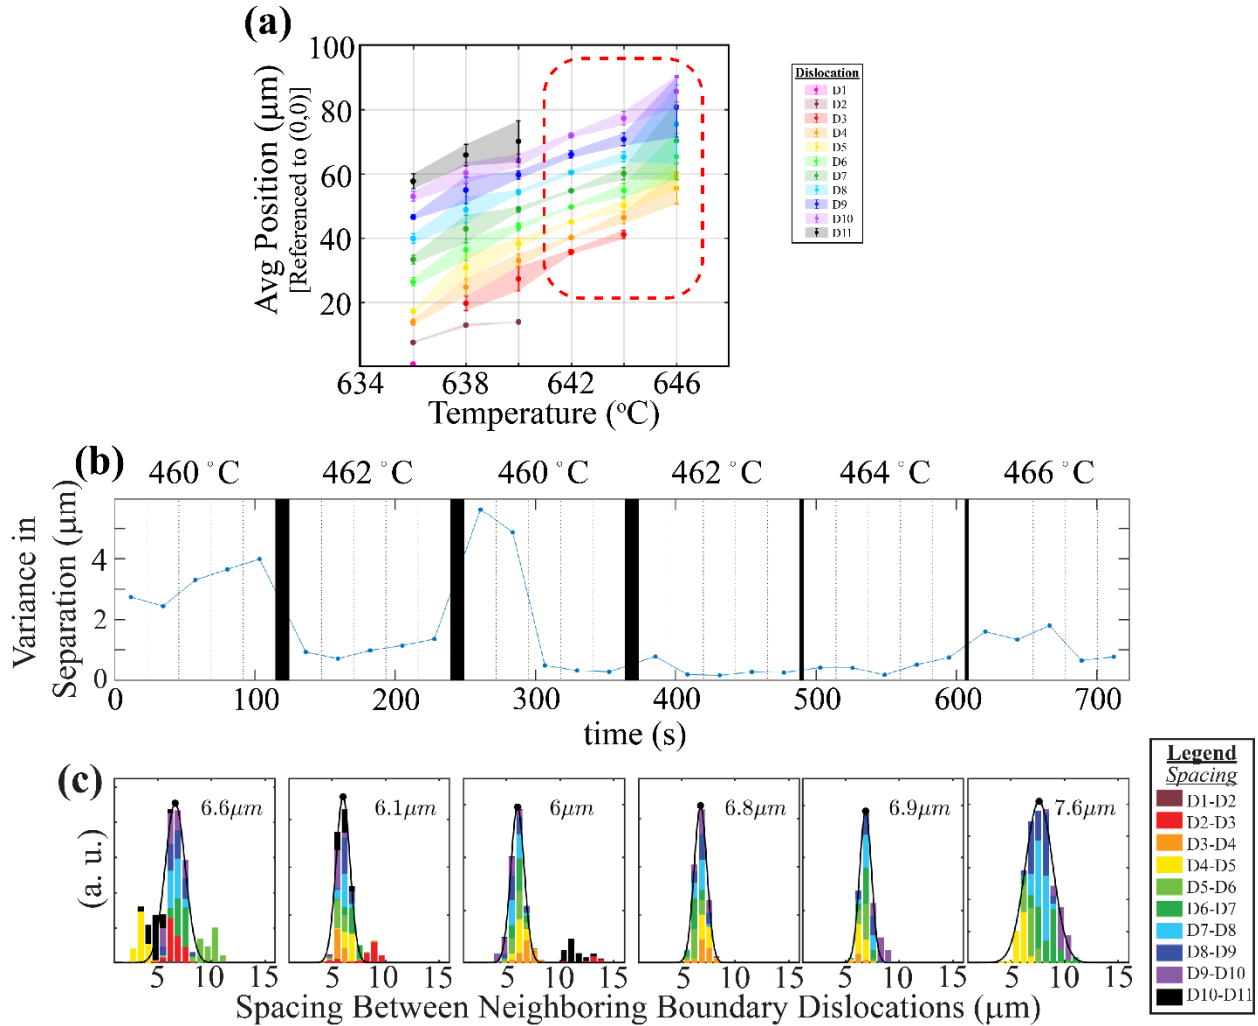 (a)
100
80
60
40
20
Avg Position (μm)
[Referenced to (0,0)]
634
638
642
646
Temperature (°C)
Dislocation
D1
D2
D3
D4
D5
D6
D7
D8
D9
D10
D11
(b)
460 °C
462 °C
460 °C
462 °C
464 °C
466 °C
Variance in
Separation (μm)
4
2
0
0
100
200
300
400
500
600
700
time (s)
(c)
(a. u.)
6.6μm
6.1μm
6μm
6.8μm
6.9μm
7.6μm
5
10
15
5
10
15
5
10
15
5
10
15
5
10
15
5
10
15
Spacing Between Neighboring Boundary Dislocations (μm)
Legend
Spacing
D1-D2
D2-D3
D3-D4
D4-D5
D5-D6
D6-D7
D7-D8
D8-D9
D9-D10
D10-D11